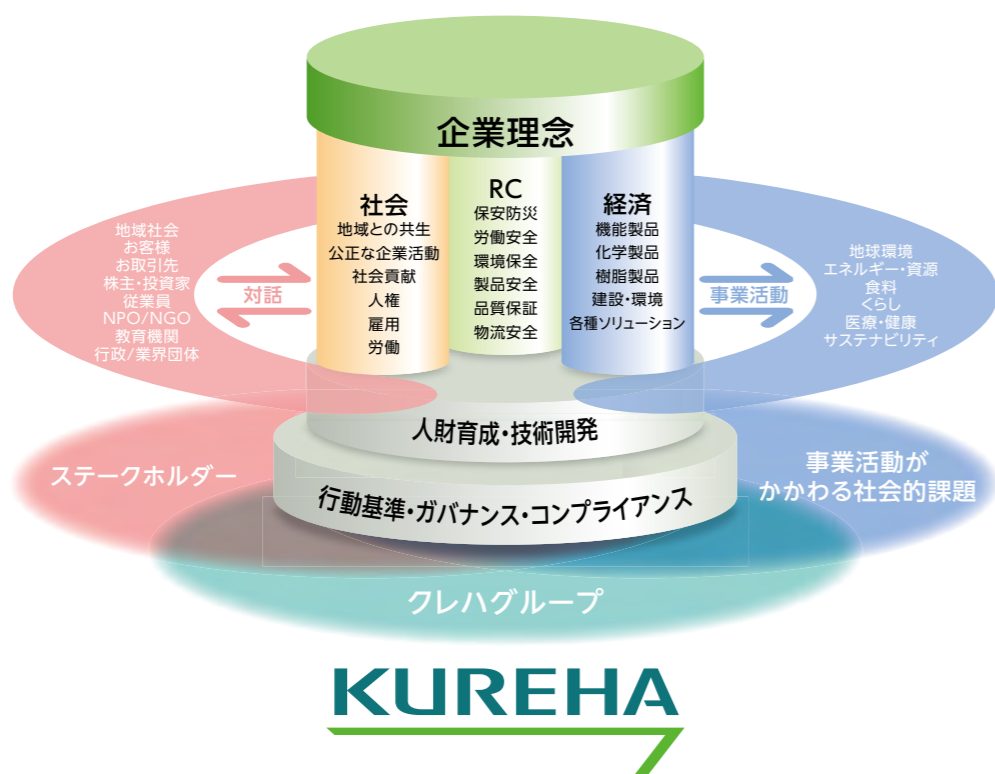 企業理念
社会
地域との共生
公正な企業活動
社会貢献
人権
雇用
労働
RC
保安防災
労働安全
環境保全
製品安全
品質保証
物流安全
経済
機能製品
化学製品
樹脂製品
建設・環境
各種ソリューション
地域社会
お客様
お取引先
株主・投資家
従業員
NPO/NGO
教育機関
行政/業界団体
対話
事業活動
地球環境
エネルギー・資源
食料
くらし
医療・健康
サステナビリティ
人財育成・技術開発
行動基準・ガバナンス・コンプライアンス
ステークホルダー
事業活動が
かかわる社会的課題
クレハグループ
KUREHA